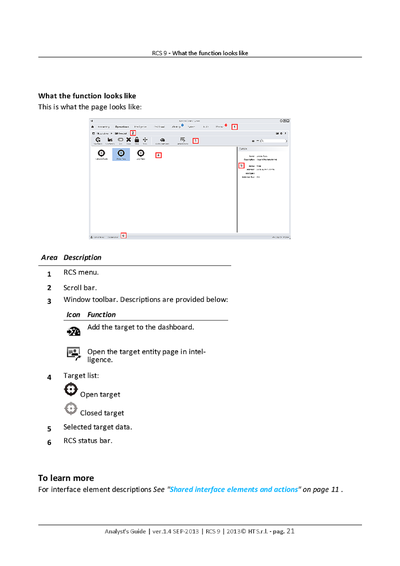 RCS 9 - What the function looks like
What the function looks like
This is what the page looks like:
Area Description
1 RCS menu.
2 Scroll bar.
3 Window toolbar. Descriptions are provided below:
Icon Function
Add the target to the dashboard.
Open the target entity page in intel-
ligence.
4 Target list:
Open target
Closed target
5 Selected target data.
6 RCS status bar.
To learn more
For interface element descriptions See "Shared interface elements and actions" on page 11 .
Analyst's Guide | ver.1.4 SEP-2013 | RCS 9 | 2013© HT S.r.l. - pag. 21